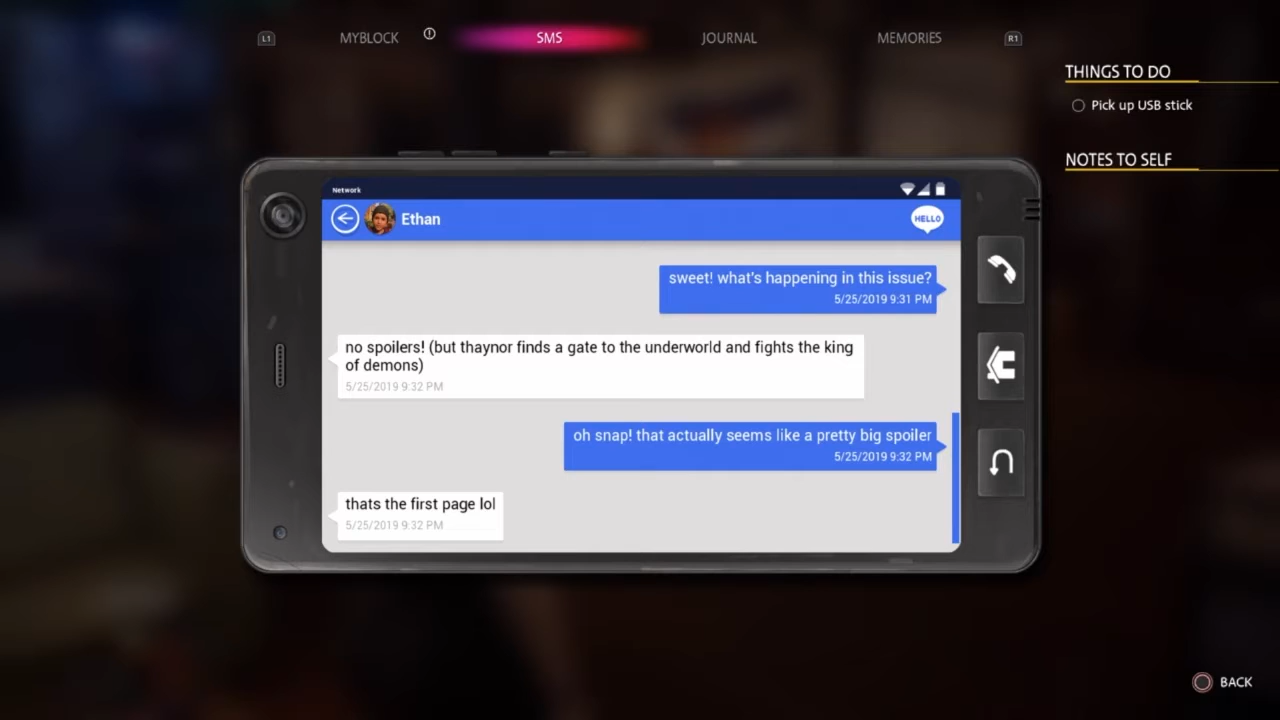 L1
MYBLOCK
SMS
JOURNAL
MEMORIES
R1
THINGS TO DO
Pick up USB stick
NOTES TO SELF
Network
Ethan
HELLO
sweet! what's happening in this issue?
5/25/2019 9:31 PM
no spoilers! (but thaynor finds a gate to the underworld and fights the king
of demons)
5/25/2019 9:32 PM
oh snap! that actually seems like a pretty big spoiler
5/25/2019 9:32 PM
thats the first page lol
5/25/2019 9:32 PM
BACK